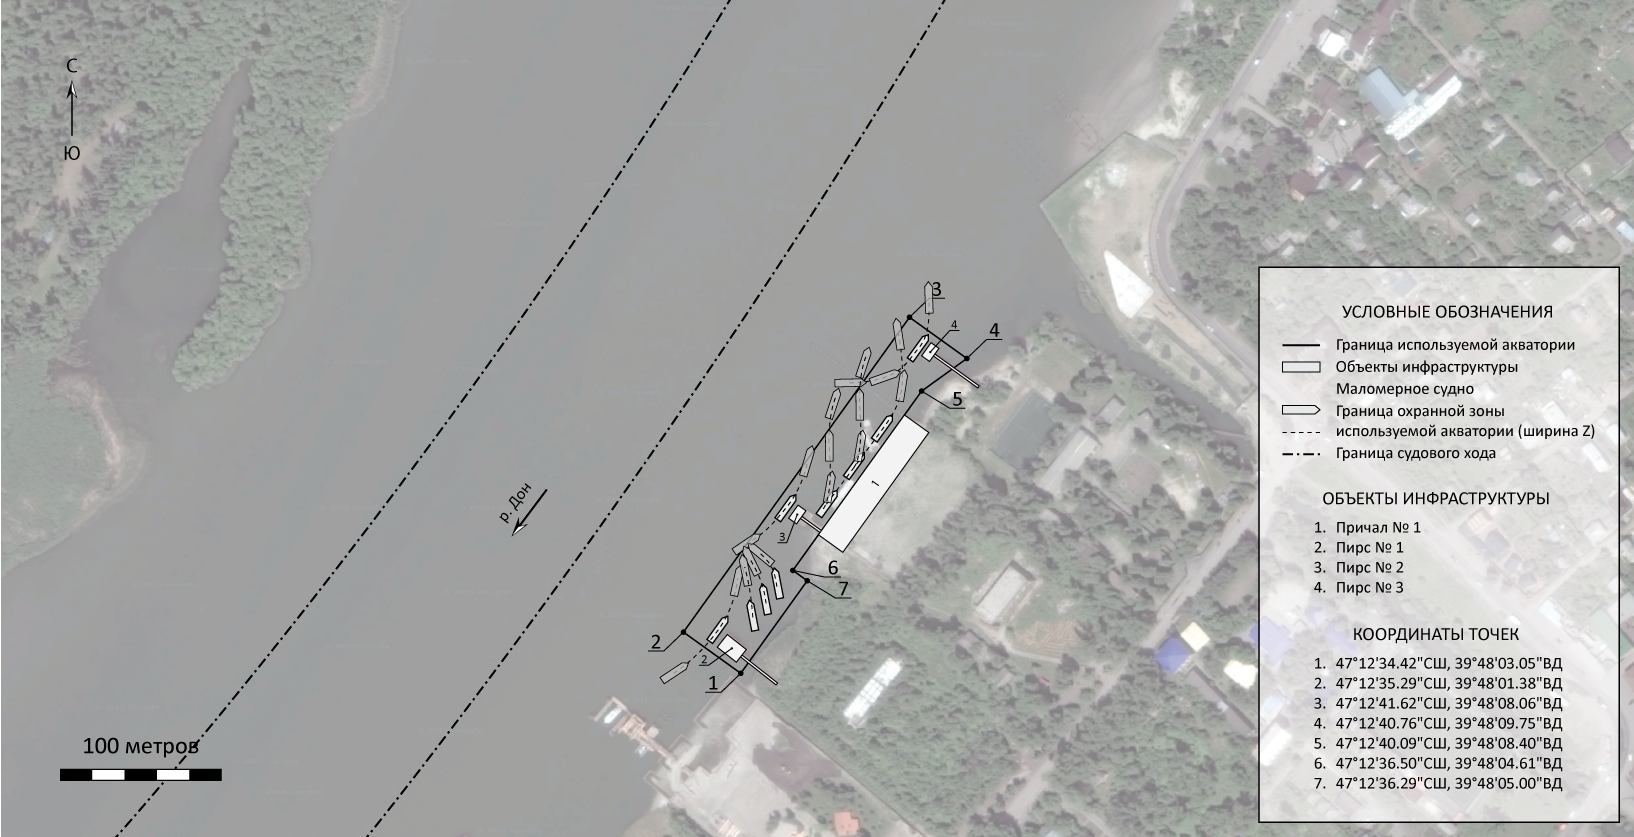 С
Ю
3
4
4
5
р. Дон
1
3
6
7
2
2
1
100 метров
УСЛОВНЫЕ ОБОЗНАЧЕНИЯ
Граница используемой акватории
Объекты инфраструктуры
Маломерное судно
Граница охранной зоны
используемой акватории (ширина Z)
Граница судового хода
ОБЪЕКТЫ ИНФРАСТРУКТУРЫ
1. Причал № 1
2. Пирс № 1
3. Пирс № 2
4. Пирс № 3
КООРДИНАТЫ ТОЧЕК
1. 47°12'34.42"СШ, 39°48'03.05"ВД
2. 47°12'35.29"СШ, 39°48'01.38"ВД
3. 47°12'41.62"СШ, 39°48'08.06"ВД
4. 47°12'40.76"СШ, 39°48'09.75"ВД
5. 47°12'40.09"СШ, 39°48'08.40"ВД
6. 47°12'36.50"СШ, 39°48'04.61"ВД
7. 47°12'36.29"СШ, 39°48'05.00"ВД